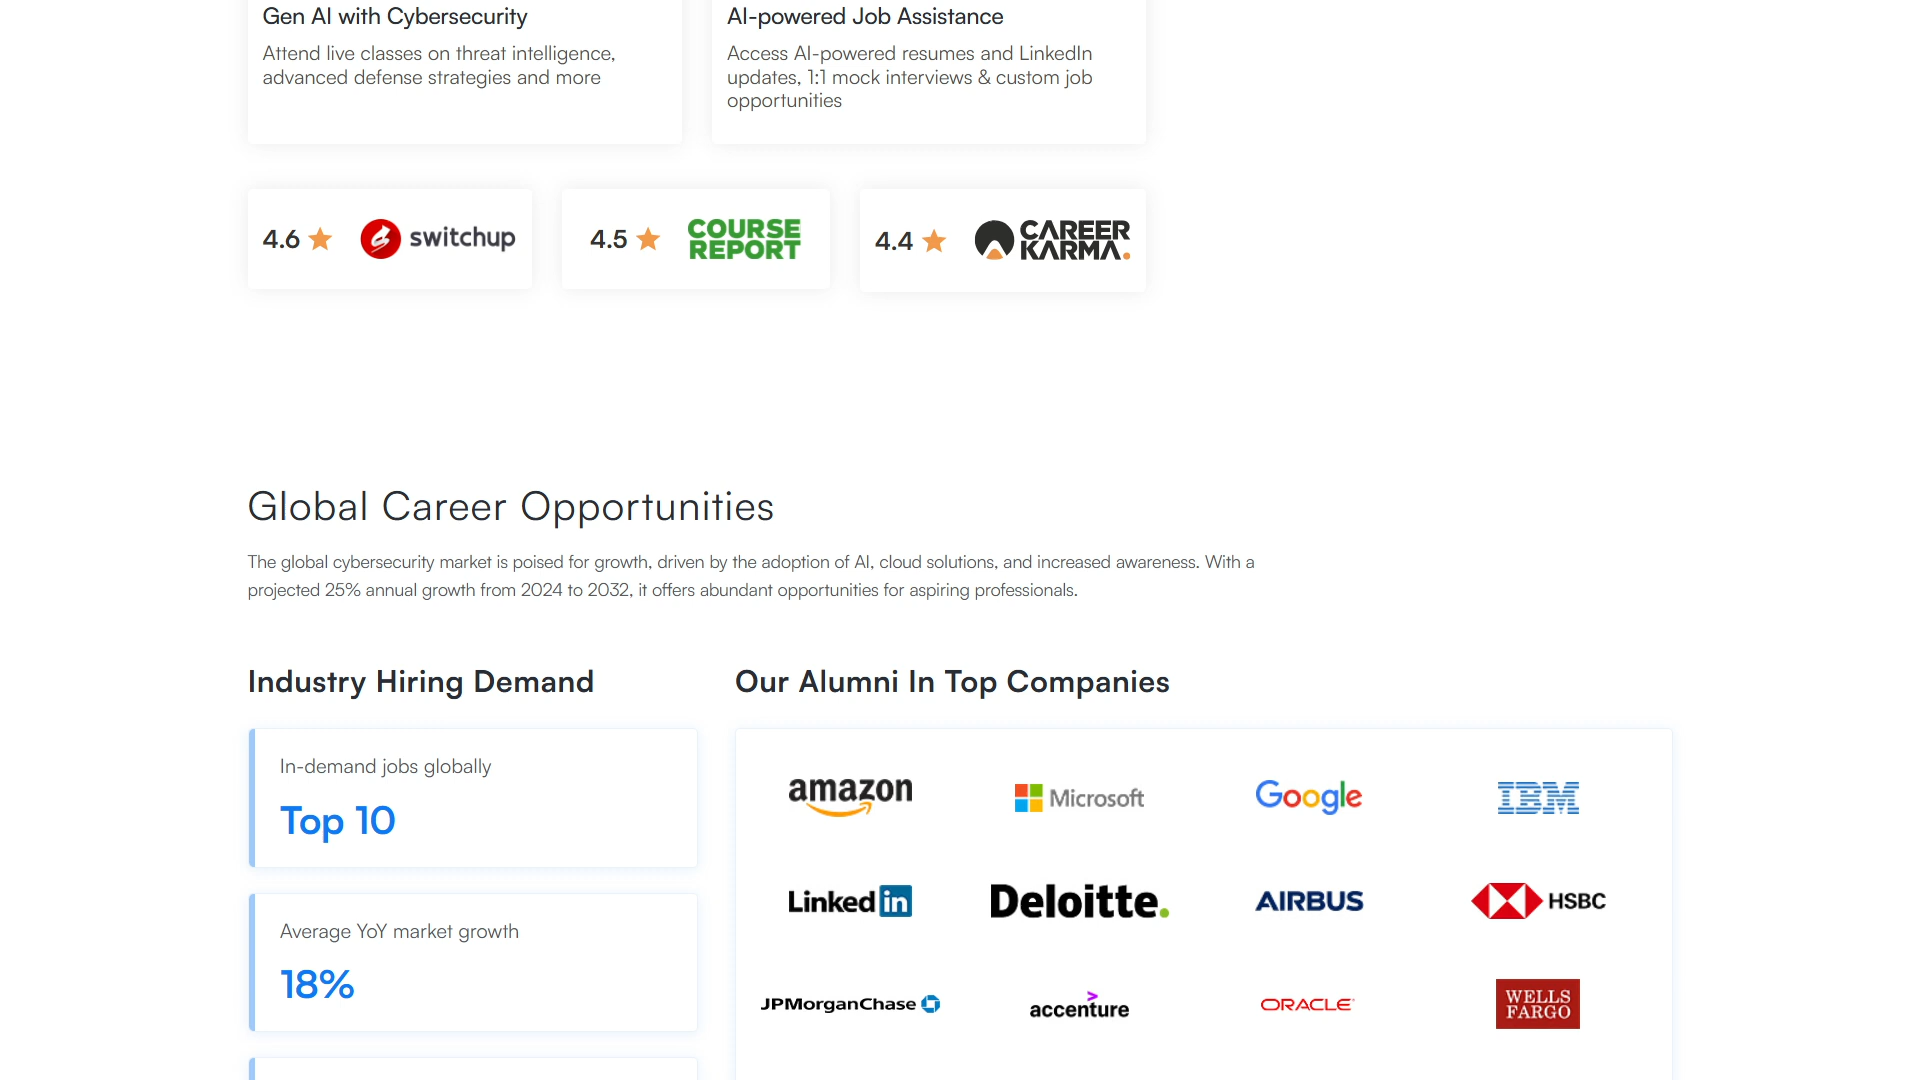 Gen AI with Cybersecurity
Attend live classes on threat intelligence,
advanced defense strategies and more
AI-powered Job Assistance
Access AI-powered resumes and LinkedIn
updates, 1:1 mock interviews & custom job
opportunities
4.6
switchup
4.5
COURSE
REPORT
4.4
CAREER
KARMA.
Global Career Opportunities
The global cybersecurity market is poised for growth, driven by the adoption of AI, cloud solutions, and increased awareness. With a
projected 25% annual growth from 2024 to 2032, it offers abundant opportunities for aspiring professionals.
Industry Hiring Demand
In-demand jobs globally
Top 10
Average YoY market growth
18%
Our Alumni In Top Companies
amazon
Microsoft
Google
IBM
Linked in
Deloitte.
AIRBUS
HSBC
JPMorganChase
accenture
ORACLE
WELLS
FARGO